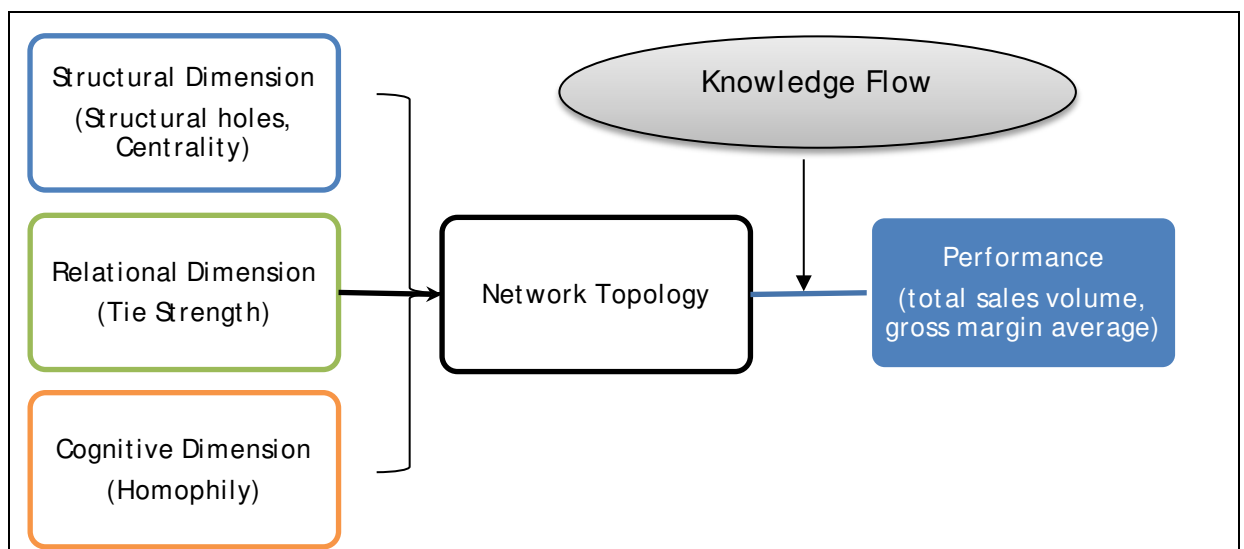 Structural Dimension
(Structural holes,
Centrality)
Knowledge Flow
Relational Dimension
(Tie Strength)
Network Topology
Performance
(total sales volume,
gross margin average)
Cognitive Dimension
(Homophily)